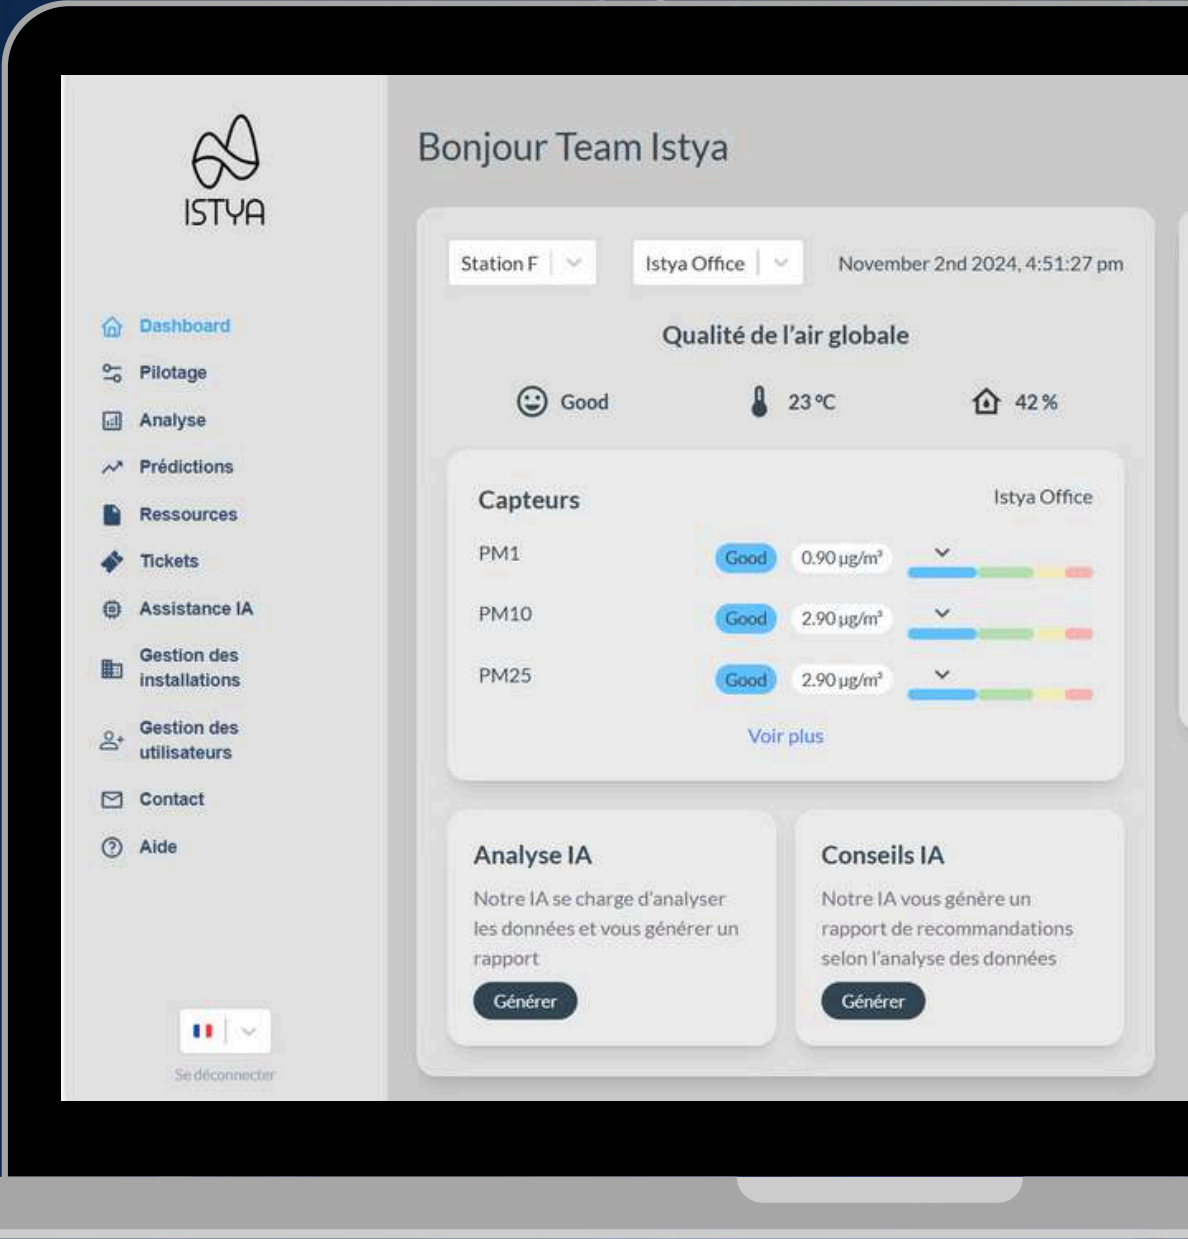 ISTYA
Bonjour Team Istya
Station F
Istya Office
November 2nd 2024, 4:51:27 pm
Qualité de l’air globale
Good
23 °C
42 %
Dashboard
Pilotage
Analyse
Prédictions
Ressources
Tickets
Assistance IA
Gestion des
installations
Gestion des
utilisateurs
Contact
Aide
Capteurs
Istya Office
PM1
Good
0.90 µg/m³
PM10
Good
2.90 µg/m³
PM25
Good
2.90 µg/m³
Voir plus
Analyse IA
Notre IA se charge d’analyser
les données et vous générer un
rapport
Générer
Conseils IA
Notre IA vous génère un
rapport de recommandations
selon l’analyse des données
Générer
Se déconnecter